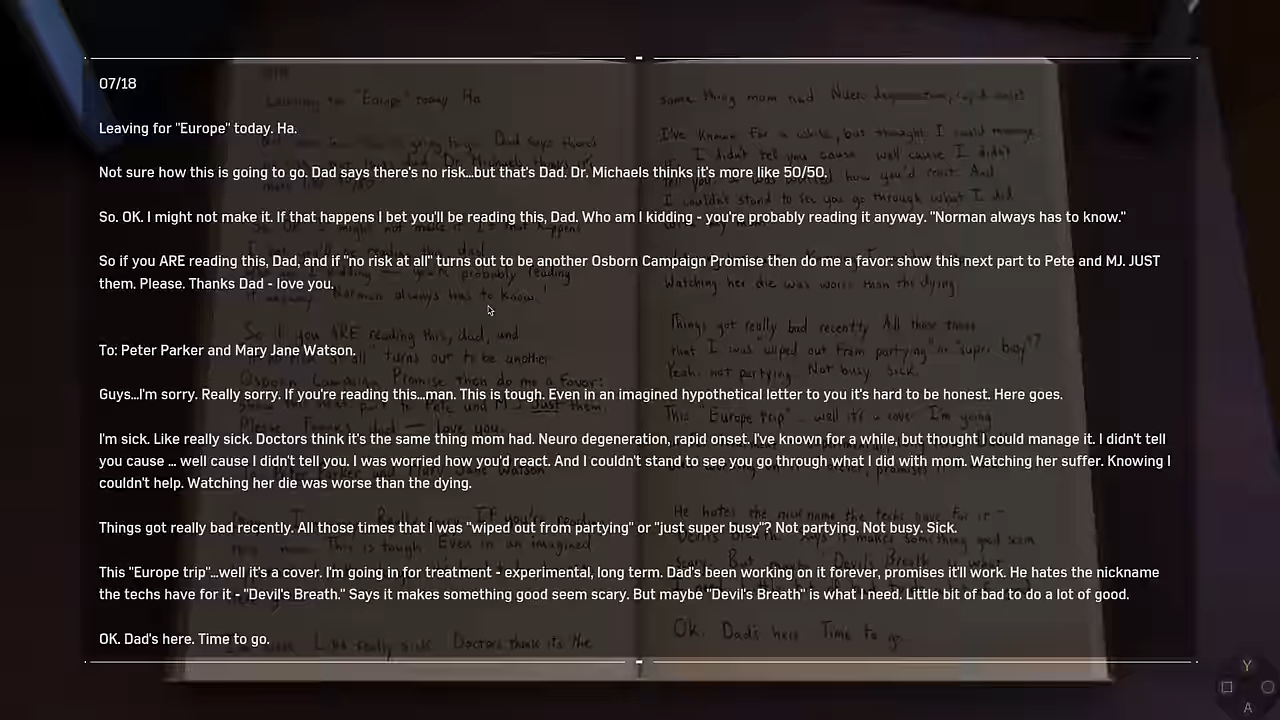 07/18
Leaving for "Europe" today. Ha.
Not sure how this is going to go. Dad says there's no risk...but that's Dad. Dr. Michaels thinks it's more like 50/50.
So. OK. I might not make it. If that happens I bet you'll be reading this, Dad. Who am I kidding - you're probably reading it anyway. "Norman always has to know."
So if you ARE reading this, Dad, and if "no risk at all" turns out to be another Osborn Campaign Promise then do me a favor: show this next part to Pete and MJ. JUST
them. Please. Thanks Dad - love you.
To: Peter Parker and Mary Jane Watson.
Guys...I'm sorry. Really sorry. If you're reading this...man. This is tough. Even in an imagined hypothetical letter to you it's hard to be honest. Here goes.
I'm sick. Like really sick. Doctors think it's the same thing mom had. Neuro degeneration, rapid onset. I've known for a while, but thought I could manage it. I didn't tell
you cause ... well cause I didn't tell you. I was worried how you'd react. And I couldn't stand to see you go through what I did with mom. Watching her suffer. Knowing I
couldn't help. Watching her die was worse than the dying.
Things got really bad recently. All those times that I was "wiped out from partying" or "just super busy"? Not partying. Not busy. Sick.
This "Europe trip"...well it's a cover. I'm going in for treatment - experimental, long term. Dad's been working on it forever, promises it'll work. He hates the nickname
the techs have for it - "Devil's Breath." Says it makes something good seem scary. But maybe "Devil's Breath" is what I need. Little bit of bad to do a lot of good.
OK. Dad's here. Time to go.
Y
A